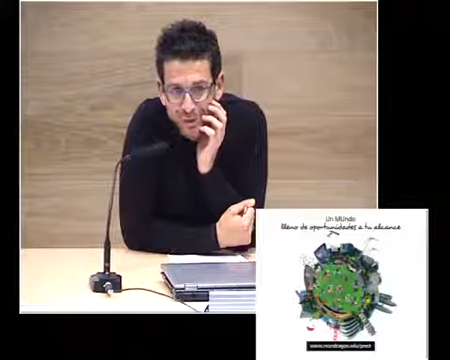 Un MUndo
lleno de oportunidades a tu alcance
www.mondragon.edu/prest